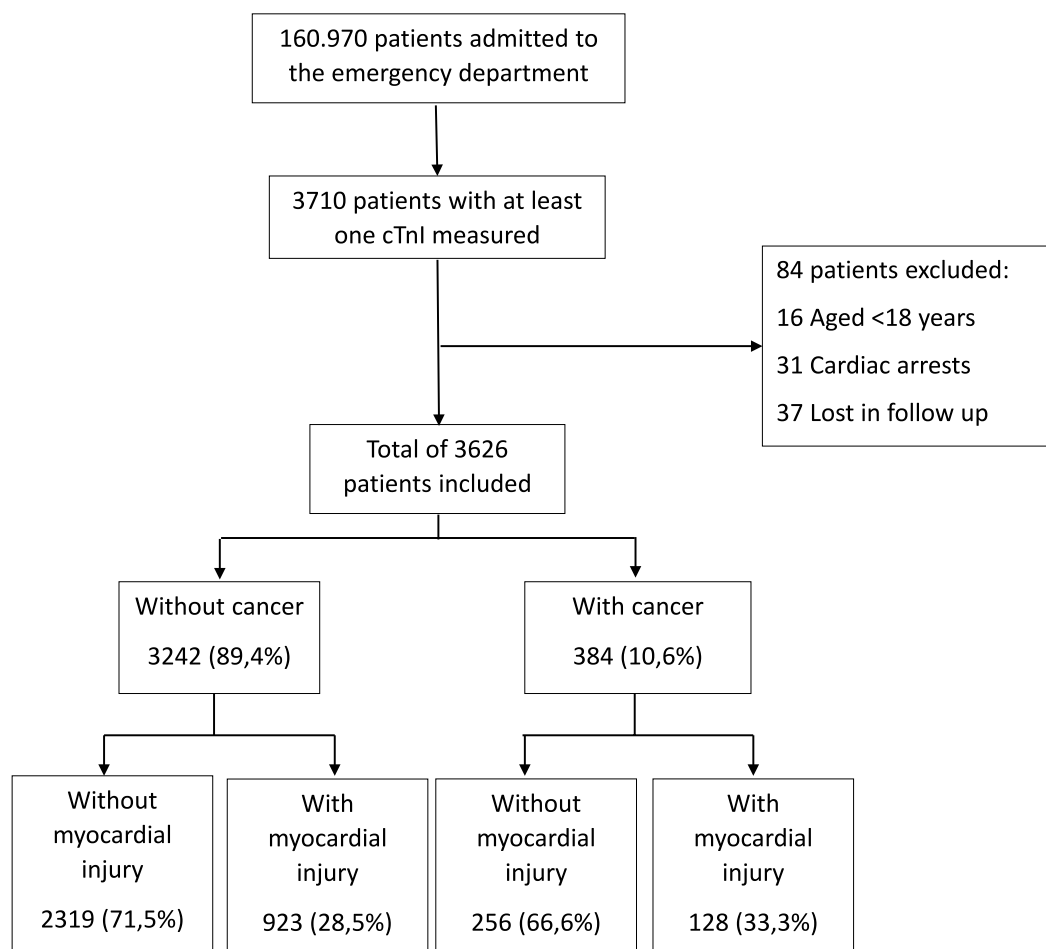 160.970 patients admitted to
the emergency department
3710 patients with at least
one cTnI measured
84 patients excluded:
16 Aged <18 years
31 Cardiac arrests
37 Lost in follow up
Total of 3626
patients included
Without cancer
3242 (89,4%)
With cancer
384 (10,6%)
Without
myocardial
injury
2319 (71,5%)
With
myocardial
injury
923 (28,5%)
Without
myocardial
injury
256 (66,6%)
With
myocardial
injury
128 (33,3%)